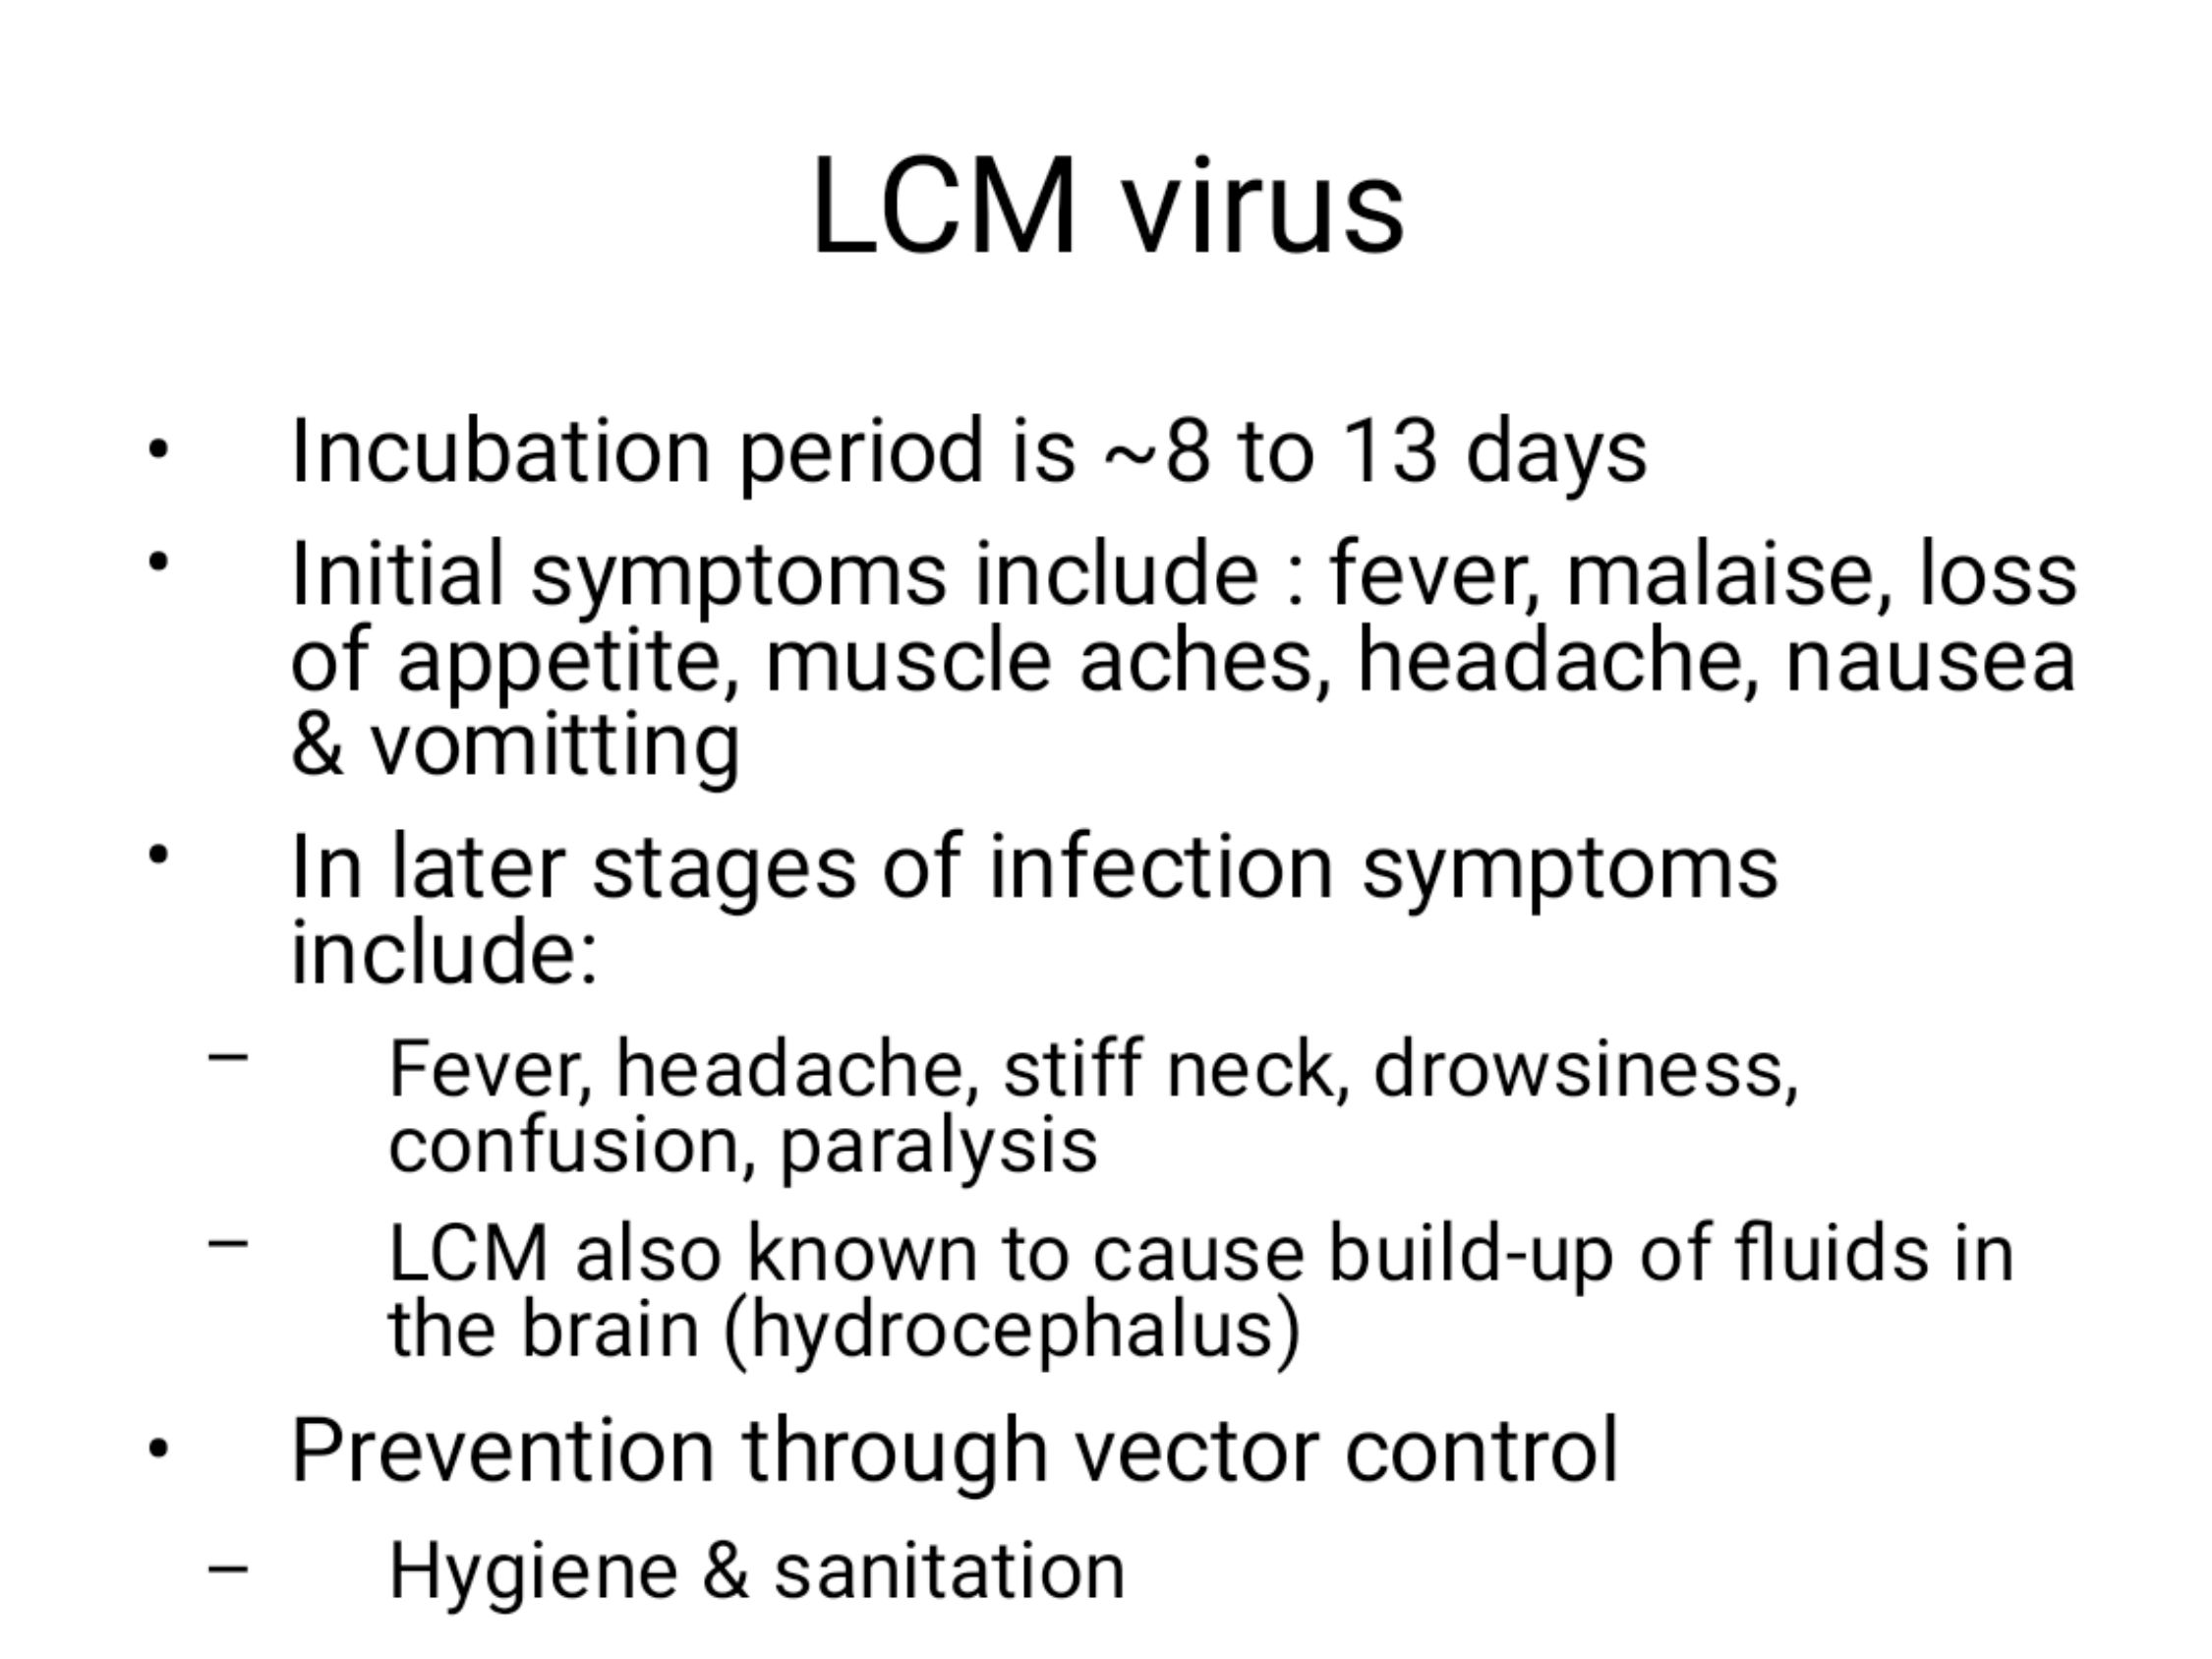 LCM virus
• Incubation period is ~8 to 13 days
• Initial symptoms include : fever, malaise, loss
of appetite, muscle aches, headache, nausea
& vomitting
• In later stages of infection symptoms
include:
– Fever, headache, stiff neck, drowsiness,
confusion, paralysis
– LCM also known to cause build-up of fluids in
the brain (hydrocephalus)
• Prevention through vector control
– Hygiene & sanitation